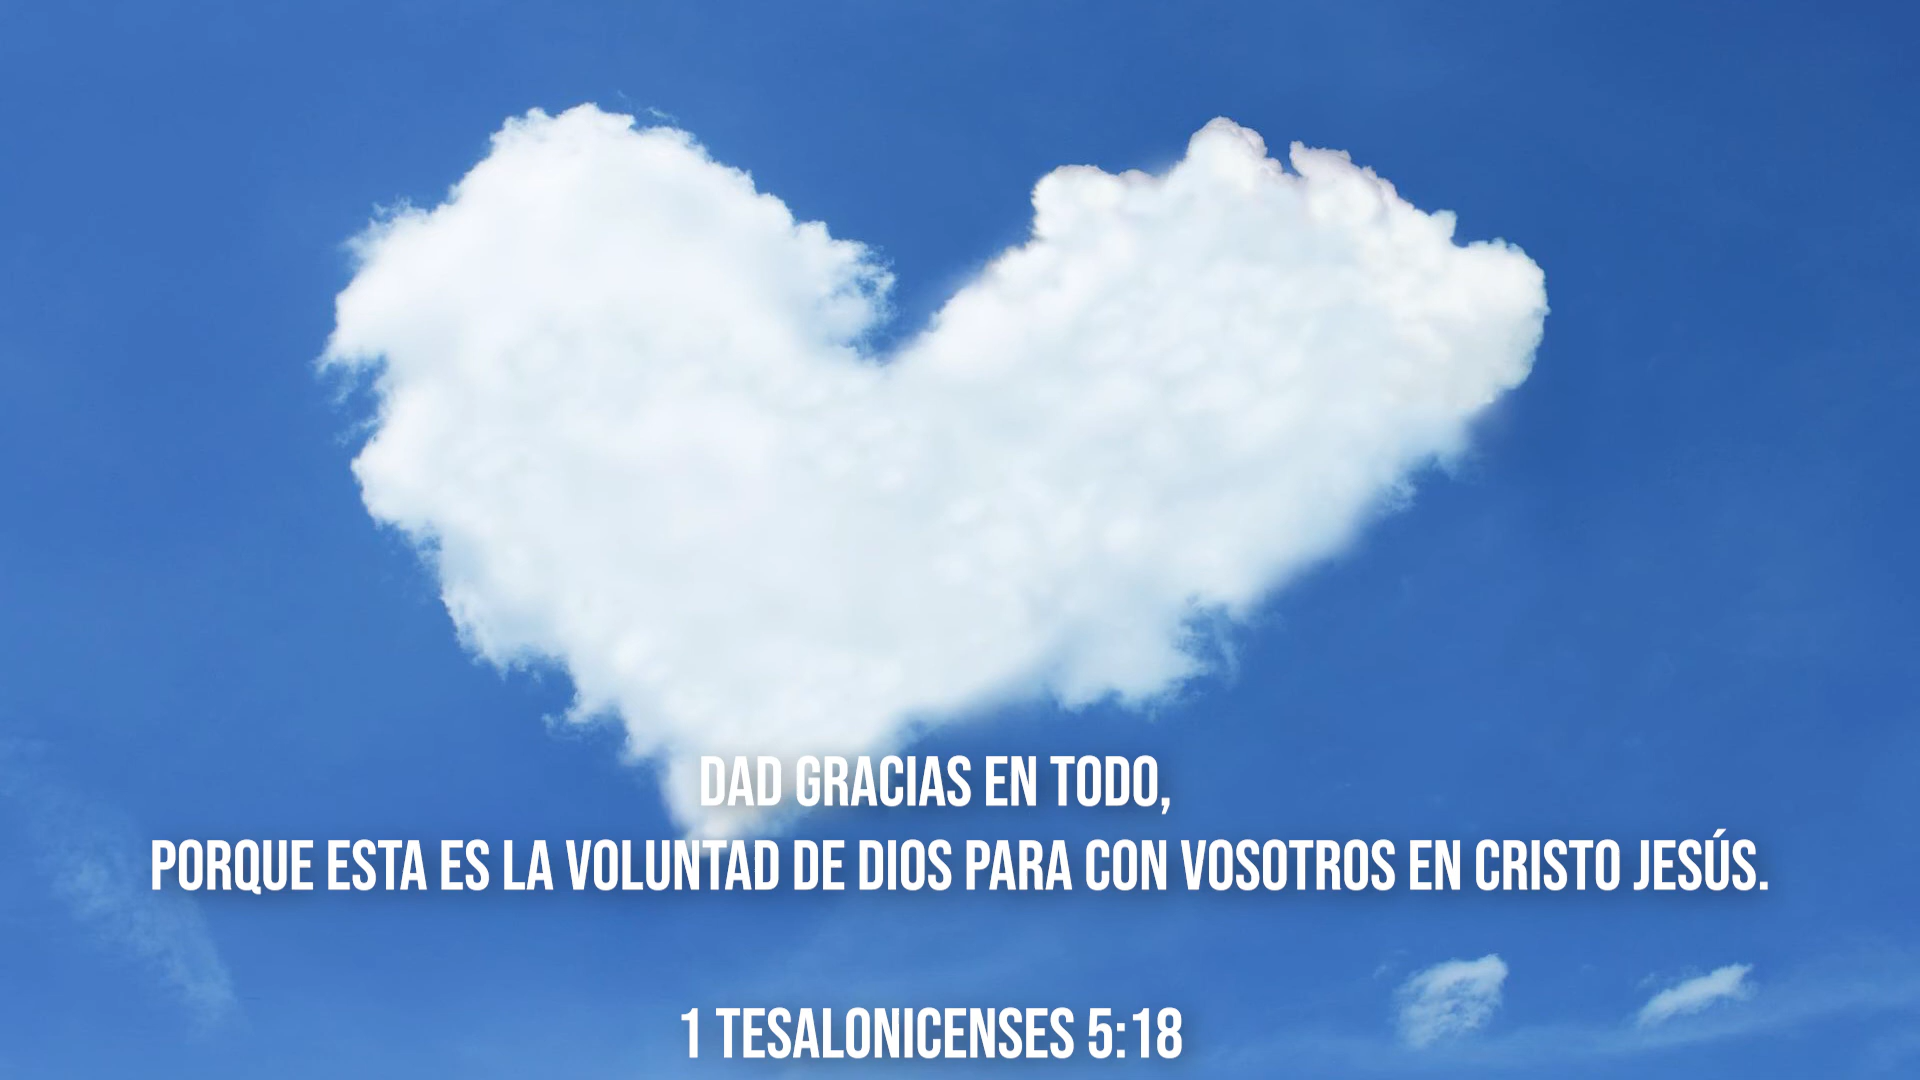 DAD GRACIAS EN TODO,
PORQUE ESTA ES LA VOLUNTAD DE DIOS PARA CON VOSOTROS EN CRISTO JESÚS.
1 TESALONICENSES 5:18